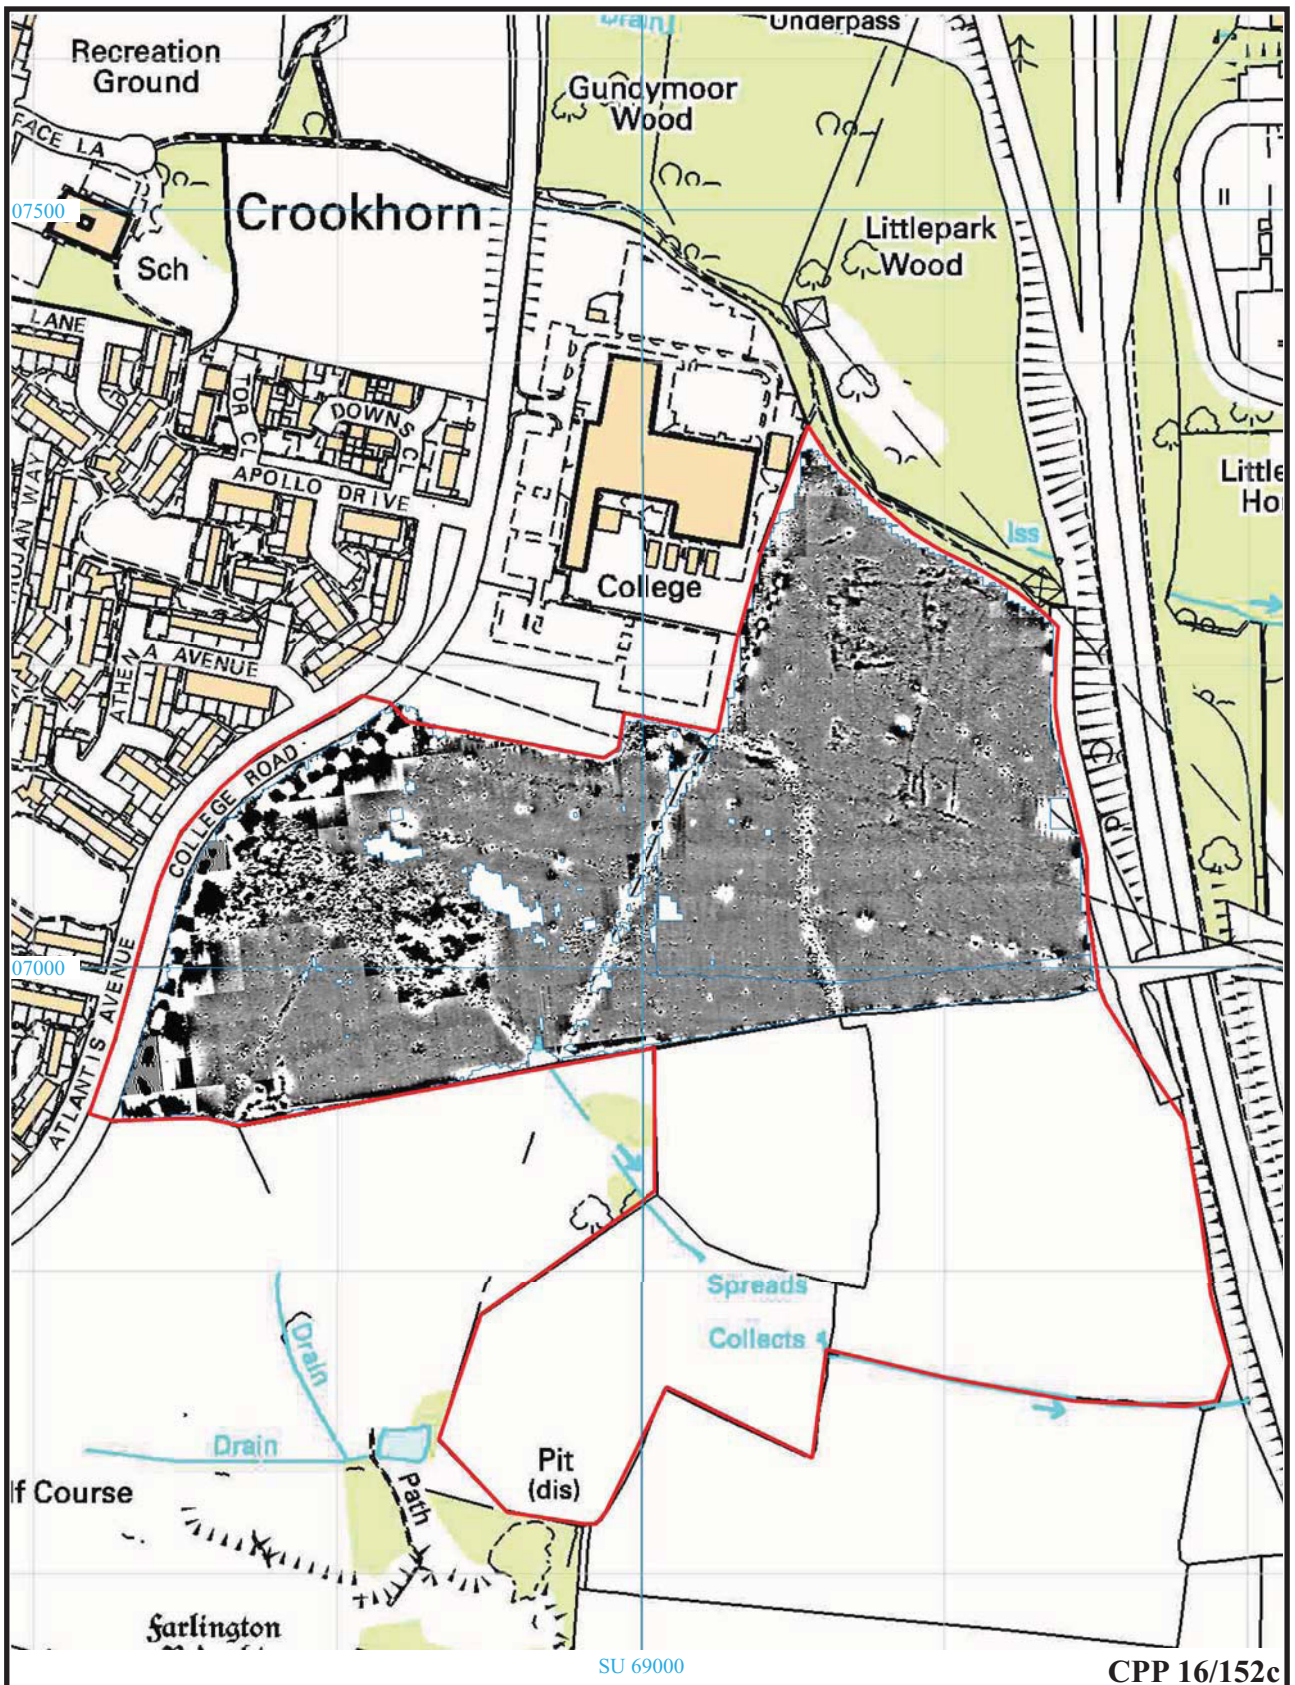 Drain
Underpass
Recreation
Ground
Gundymoor
Wood
FACE LA
07500
Crookhorn
Littlepark
Wood
Sch
LANE
TOR CL
DOWNS CL
APOLLO DRIVE
Little
Ho
Iss
College
ATHEN
A AVENUE
COLLEGE ROAD
07000
ATLANTIS AVENUE
Spreads
Collects
Drain
Drain
Pit
(dis)
Path
lf Course
Farlington
SU 69000
CPP 16/152c